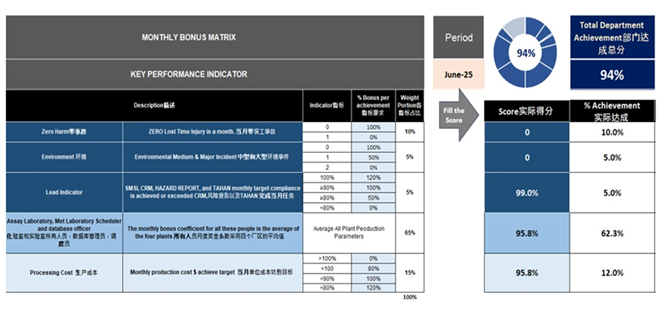 MONTHLY BONUS MATRIX
Period
94%
Total Department
Achievement部门达
成总分
KEY PERFORMANCE INDICATOR
June-25
94%
Description描述
Indicator指标
% Bonus per
achievement
指标要求
Weight
Portion各
指标占比
Fill the
Score
Score实际得分
% Achievement
实际达成
Zero Harm零事故
ZERO Lost Time Injury in a month. 当月零误工事故
0
100%
1
0%
10%
0
10.0%
Environment 环境
Environmental Medium & Major Incident 中型和大型环境事件
0
100%
1
50%
2
0%
5%
0
5.0%
Lead Indicator
SMSI, CRM, HAZARD REPORT, and TAHAN monthly target compliance
is achieved or exceeded CRM,风险报告以及TAHAN 完成当月任务
100%
120%
≥90%
100%
≥80%
50%
<80%
0%
5%
99.0%
5.0%
Assay Laboratory, Met Laboratory Scheduler
and database officer
化验室和实验室所有人员、数据库管理员、调
度员
The monthly bonus coefficient for all these people is the average of
the four plants 所有人员月度奖金系数采用四个厂区的平均值
Average All Plant Peoduction
Parameters
65%
95.8%
62.3%
Processing Cost 生产成本
Monthly production cost $ achieve target 当月单位成本达到目标
>100%
0%
<100
80%
<90%
100%
<80%
120%
15%
95.8%
12.0%
100%